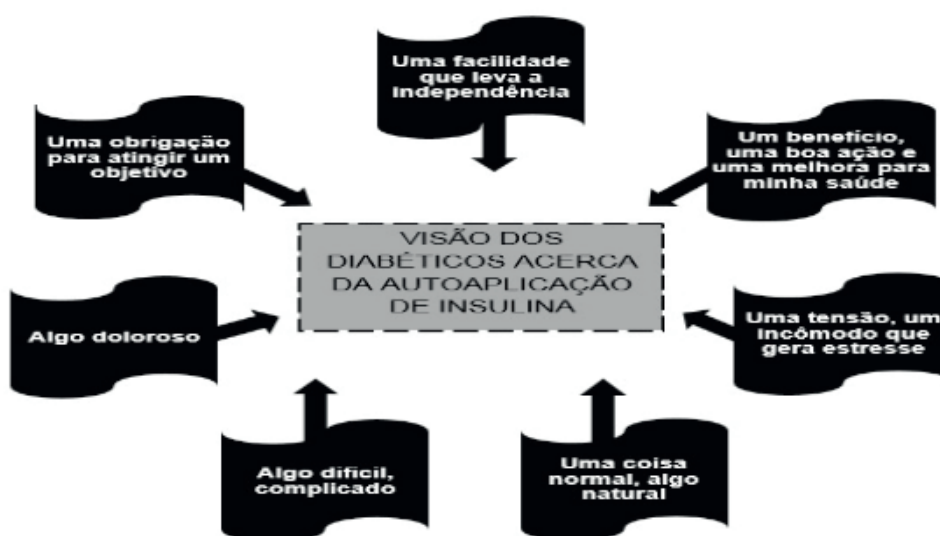 Uma facilidade
que leva a
independência
Uma obrigação
para atingir um
objetivo
Um benefício,
uma boa ação e
uma melhora para
minha saúde
VISÃO DOS
DIABÉTICOS ACERCA
DA AUTOAPLICAÇÃO
DE INSULINA
Algo doloroso
Uma tensão, um
incômodo que
gera estresse
Algo difícil,
complicado
Uma coisa
normal, algo
natural